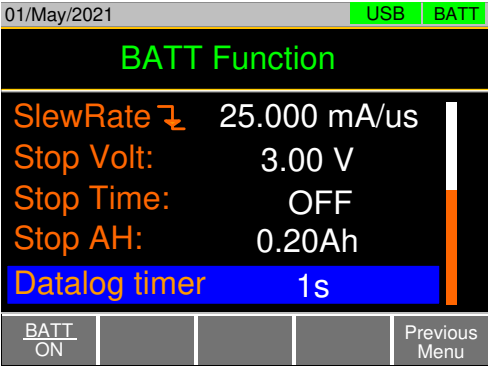 01/May/2021 USB BATT
BATT Function
SlewRate 25.000 mA/us
Stop Volt: 3.00 V
Stop Time: OFF
Stop AH: 0.20Ah
Datalog timer 1s
BATT Previous
ON Menu